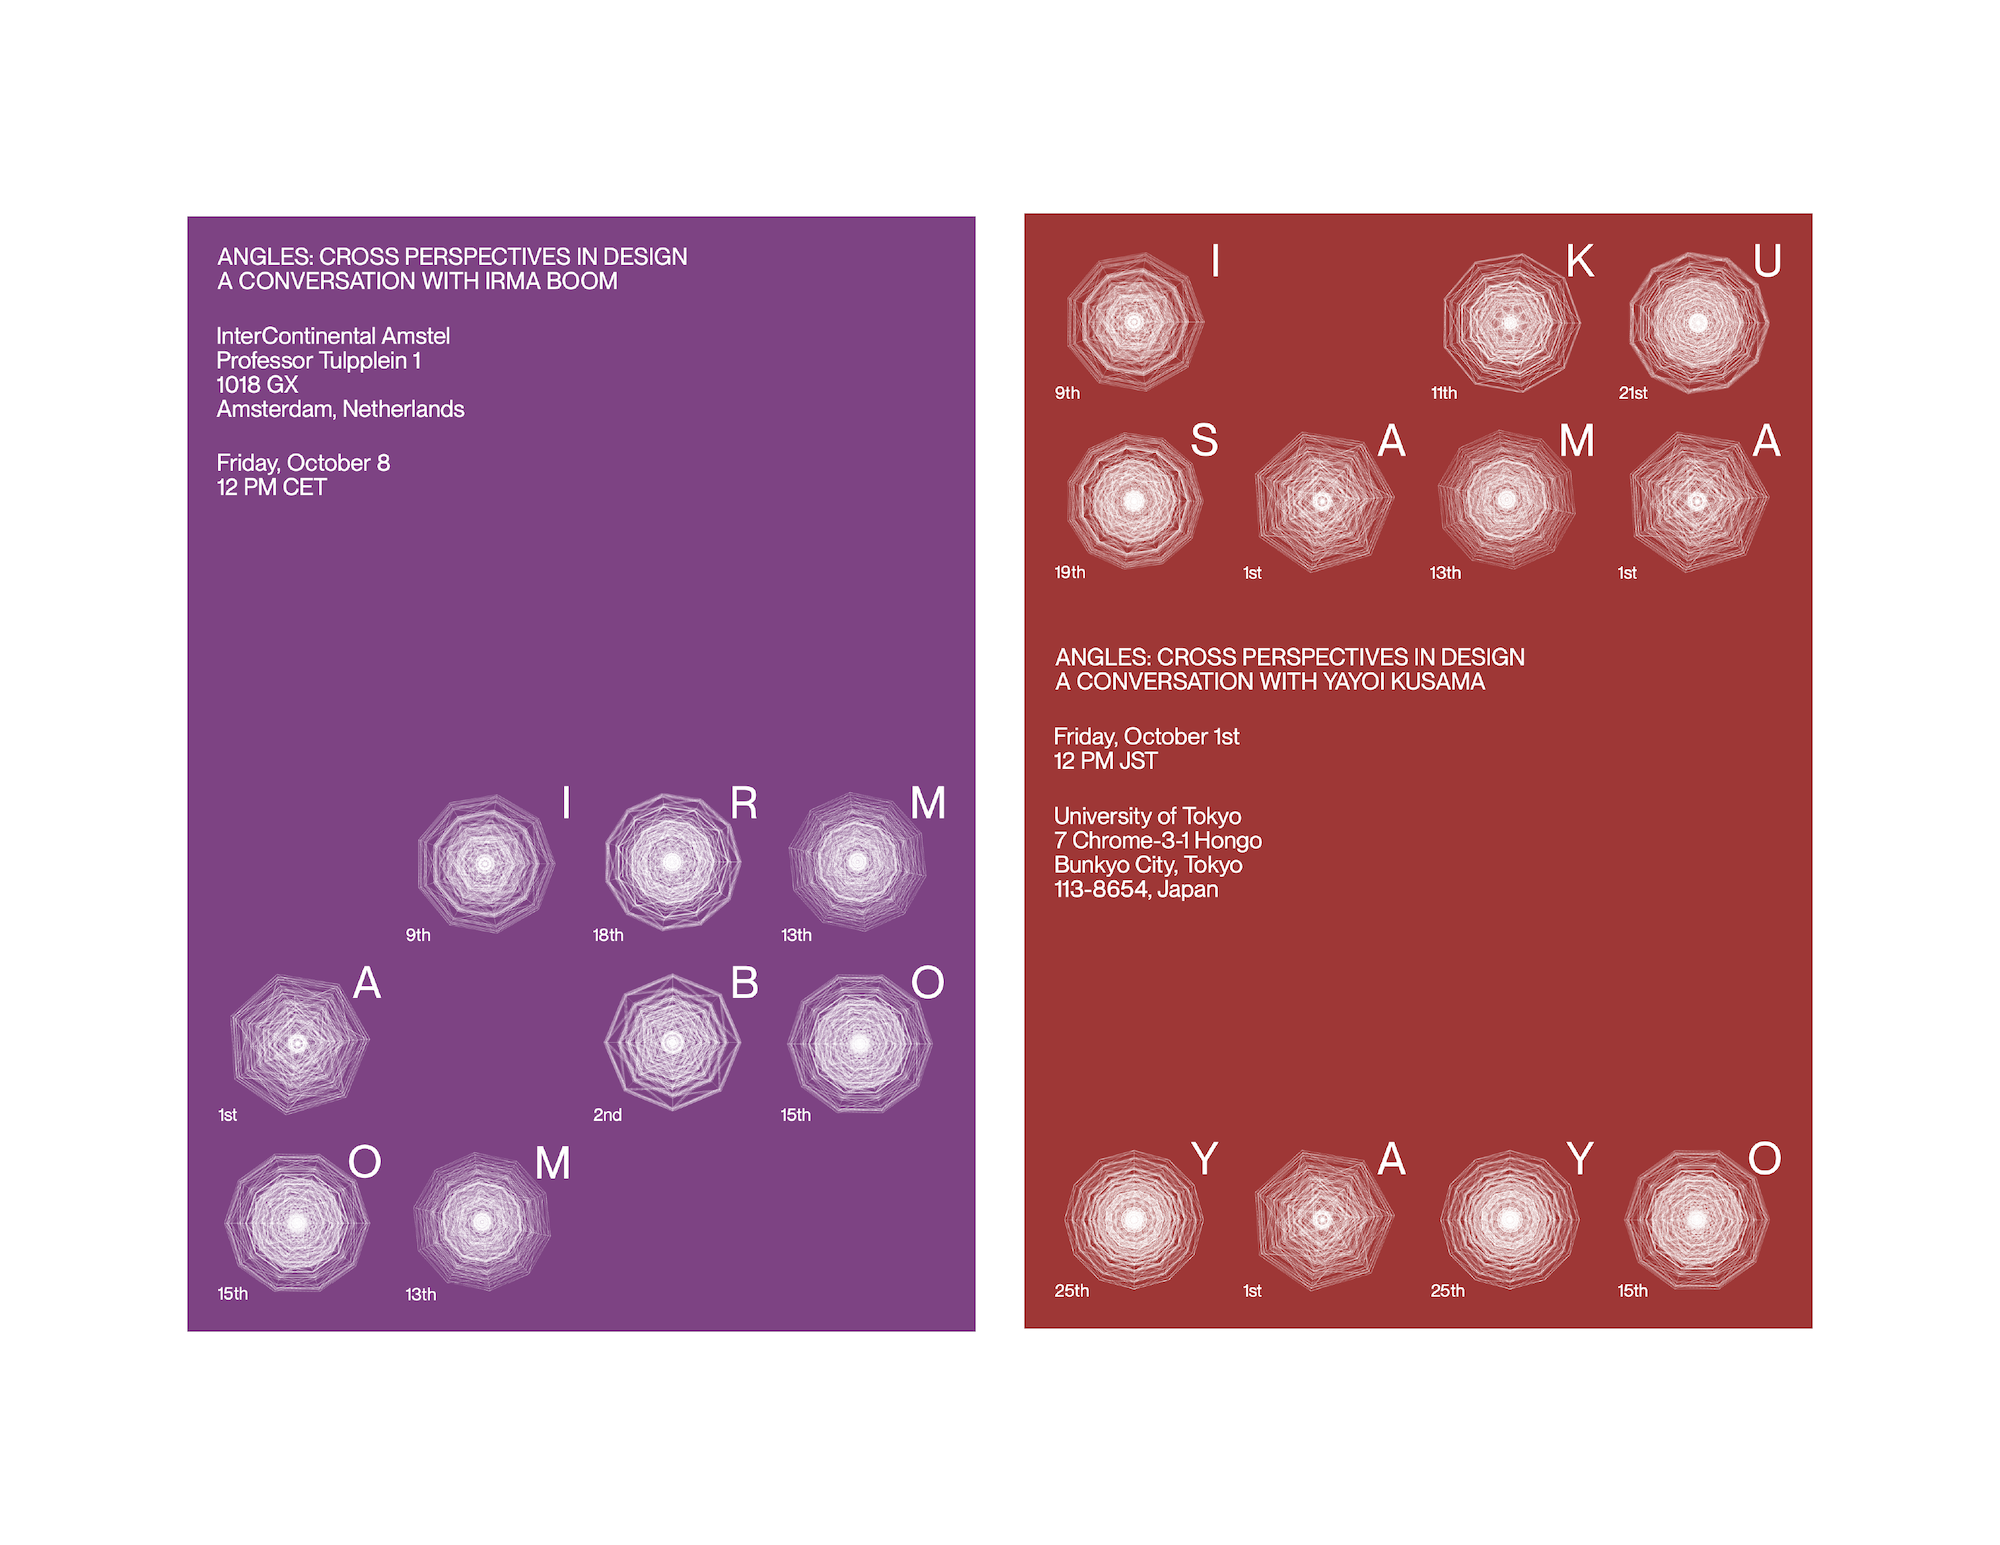 ANGLES: CROSS PERSPECTIVES IN DESIGN
A CONVERSATION WITH IRMA BOOM
InterContinental Amstel
Professor Tulpplein 1
1018 GX
Amsterdam, Netherlands
Friday, October 8
12 PM CET
I R M
9th 18th 13th
A B O
1st 2nd 15th
O M
15th 13th
I K U
9th 11th 21st
S A M A
19th 1st 13th 1st
ANGLES: CROSS PERSPECTIVES IN DESIGN
A CONVERSATION WITH YAYOI KUSAMA
Friday, October 1st
12 PM JST
University of Tokyo
7 Chrome-3-1 Hongo
Bunkyo City, Tokyo
113-8654, Japan
Y A Y O
25th 1st 25th 15th